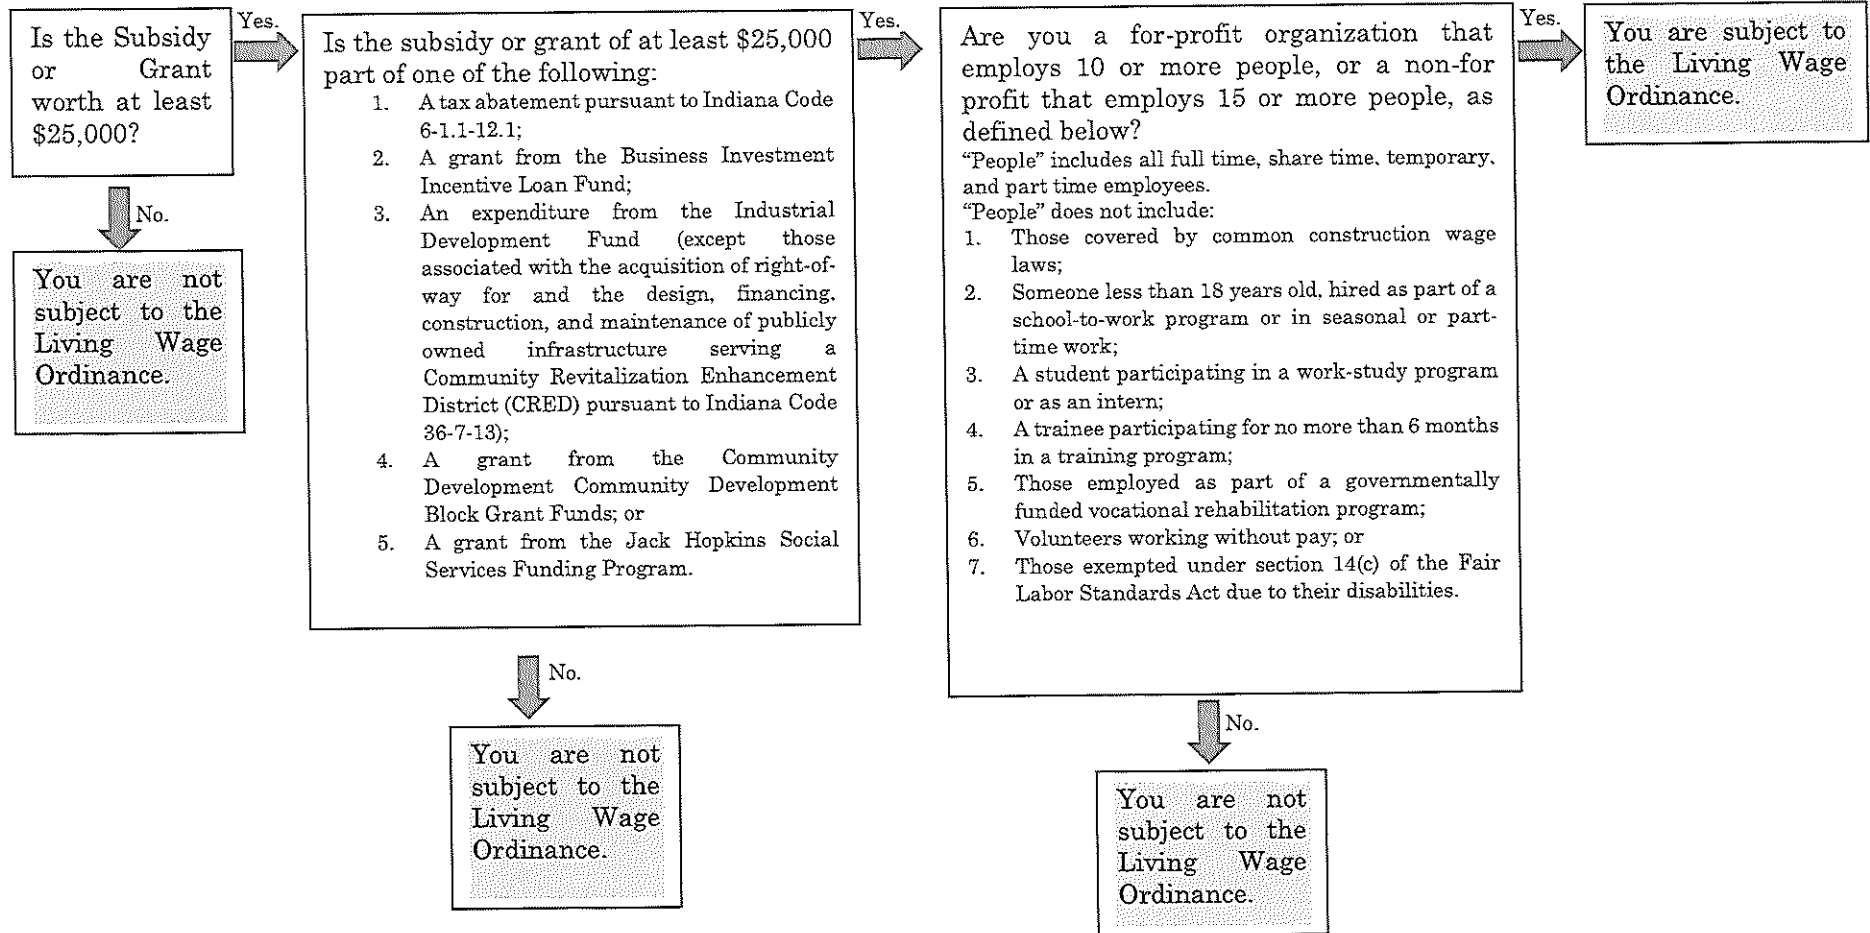 Is the Subsidy
or Grant
worth at least
$25,000?
Yes.
No.
You are not
subject to the
Living Wage
Ordinance.
Is the subsidy or grant of at least $25,000
part of one of the following:
1. A tax abatement pursuant to Indiana Code
6-1.1-12.1;
2. A grant from the Business Investment
Incentive Loan Fund;
3. An expenditure from the Industrial
Development Fund (except those
associated with the acquisition of right-of-
way for and the design, financing,
construction, and maintenance of publicly
owned infrastructure serving a
Community Revitalization Enhancement
District (CRED) pursuant to Indiana Code
36-7-13);
4. A grant from the Community
Development Community Development
Block Grant Funds; or
5. A grant from the Jack Hopkins Social
Services Funding Program.
Yes.
No.
You are not
subject to the
Living Wage
Ordinance.
Are you a for-profit organization that
employs 10 or more people, or a non-for
profit that employs 15 or more people, as
defined below?
“People” includes all full time, share time, temporary,
and part time employees.
“People” does not include:
1. Those covered by common construction wage
laws;
2. Someone less than 18 years old, hired as part of a
school-to-work program or in seasonal or part-
time work;
3. A student participating in a work-study program
or as an intern;
4. A trainee participating for no more than 6 months
in a training program;
5. Those employed as part of a governmentally
funded vocational rehabilitation program;
6. Volunteers working without pay; or
7. Those exempted under section 14(c) of the Fair
Labor Standards Act due to their disabilities.
Yes.
No.
You are not
subject to the
Living Wage
Ordinance.
You are subject to
the Living Wage
Ordinance.